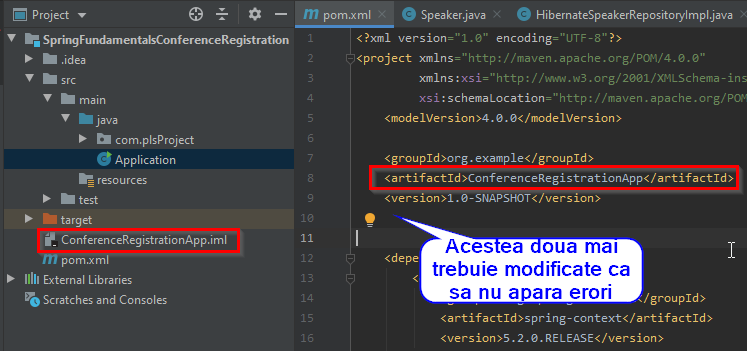 Project
SpringFundamentalsConferenceRegistration
.idea
src
main
java
com.plsProject
Application
resources
test
target
ConferenceRegistrationApp.iml
pom.xml
External Libraries
Scratches and Consoles
pom.xml
Speaker.java
HibernateSpeakerRepositoryImpl.java
1 <?xml version="1.0" encoding="UTF-8"?>
2 <project xmlns="http://maven.apache.org/POM/4.0.0"
3 xmlns:xsi="http://www.w3.org/2001/XMLSchema-ins
4 xsi:schemaLocation="http://maven.apache.org/POM
5 <modelVersion>4.0.0</modelVersion>
6
7 <groupId>org.example</groupId>
8 <artifactId>ConferenceRegistrationApp</artifactId>
9 <version>1.0-SNAPSHOT</version>
10
11
12 <depe
13
14 </groupId>
15 <artifactId>spring-context</artifactId>
16 <version>5.2.0.RELEASE</version>
Acestea doua mai
trebuie modificate ca
sa nu apara erori